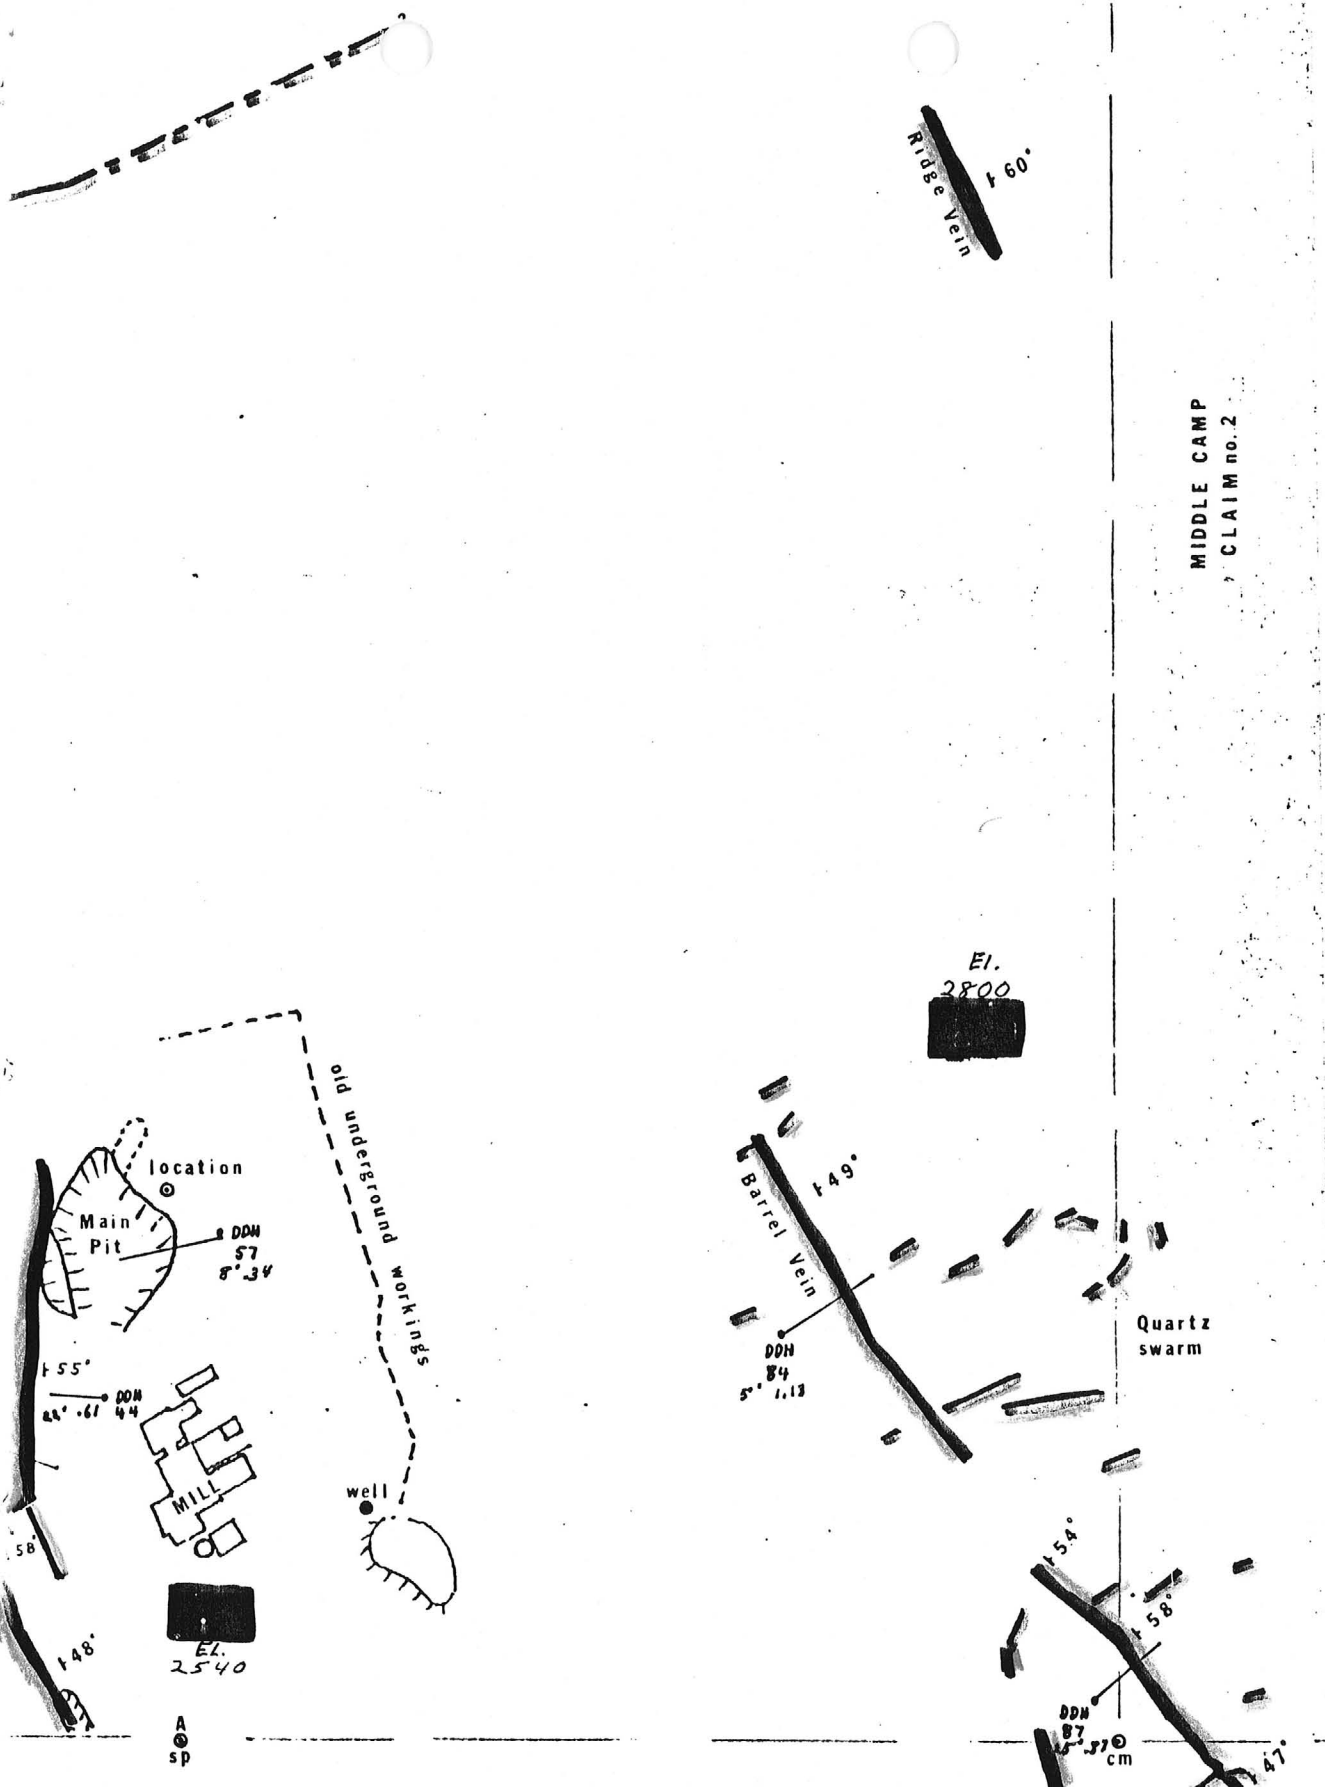 ?
Ridge Vein
60°
MIDDLE CAMP
CLAIM no. 2
El.
2800
old underground workings
location
Main
Pit
DDH
57
8' .34
55°
DDH
44
22' .61
MILL
well
58°
48°
EL.
2540
A
sp
49°
Barrel Vein
DDH
84
5' 1.13
Quartz
swarm
54°
58°
DDH
87
cm
47°